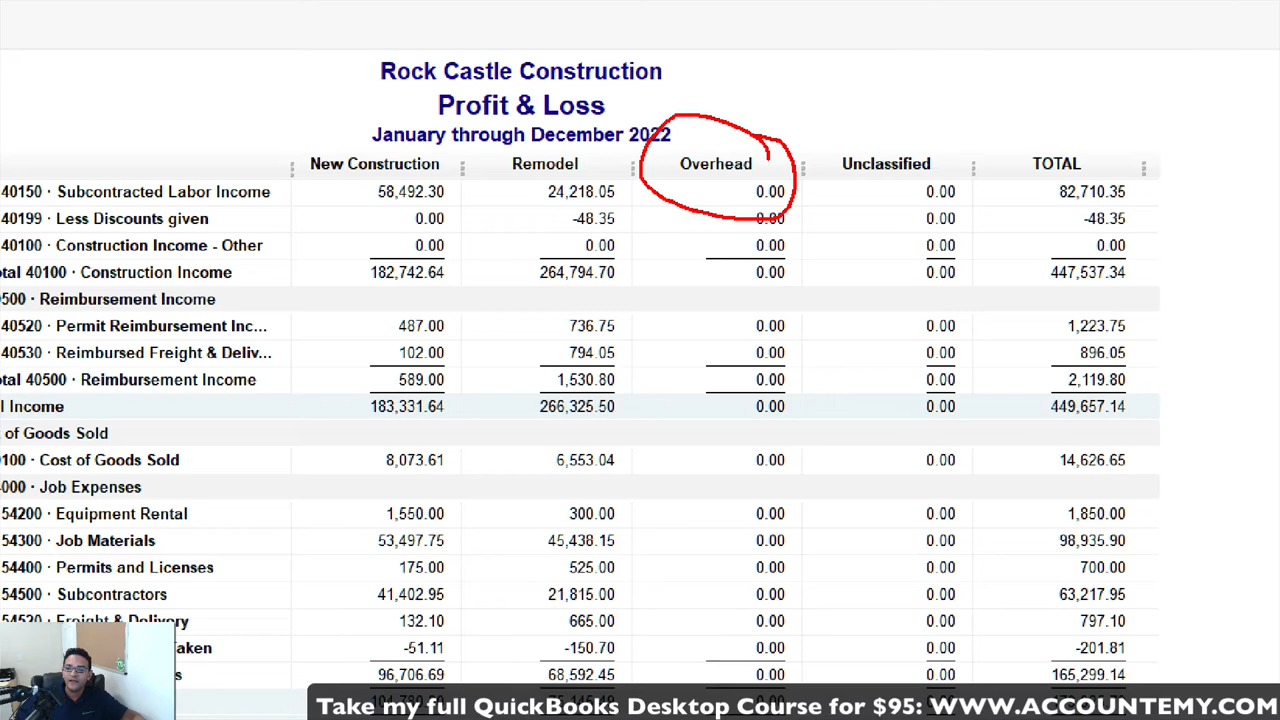 Rock Castle Construction
Profit & Loss
January through December 2022
New Construction Remodel Overhead Unclassified TOTAL
40150 · Subcontracted Labor Income 58,492.30 24,218.05 0.00 0.00 82,710.35
40199 · Less Discounts given 0.00 -48.35 0.00 0.00 -48.35
40100 · Construction Income - Other 0.00 0.00 0.00 0.00 0.00
otal 40100 · Construction Income 182,742.64 264,794.70 0.00 0.00 447,537.34
0500 · Reimbursement Income
40520 · Permit Reimbursement Inc... 487.00 736.75 0.00 0.00 1,223.75
40530 · Reimbursed Freight & Deliv... 102.00 794.05 0.00 0.00 896.05
otal 40500 · Reimbursement Income 589.00 1,530.80 0.00 0.00 2,119.80
l Income 183,331.64 266,325.50 0.00 0.00 449,657.14
of Goods Sold
0100 · Cost of Goods Sold 8,073.61 6,553.04 0.00 0.00 14,626.65
4000 · Job Expenses
54200 · Equipment Rental 1,550.00 300.00 0.00 0.00 1,850.00
54300 · Job Materials 53,497.75 45,438.15 0.00 0.00 98,935.90
54400 · Permits and Licenses 175.00 525.00 0.00 0.00 700.00
54500 · Subcontractors 41,402.95 21,815.00 0.00 0.00 63,217.95
54520 · Freight & Delivery 132.10 665.00 0.00 0.00 797.10
aken -51.11 -150.70 0.00 0.00 -201.81
s 96,706.69 68,592.45 0.00 0.00 165,299.14
Take my full QuickBooks Desktop Course for $95: WWW.ACCOUNTEMY.COM